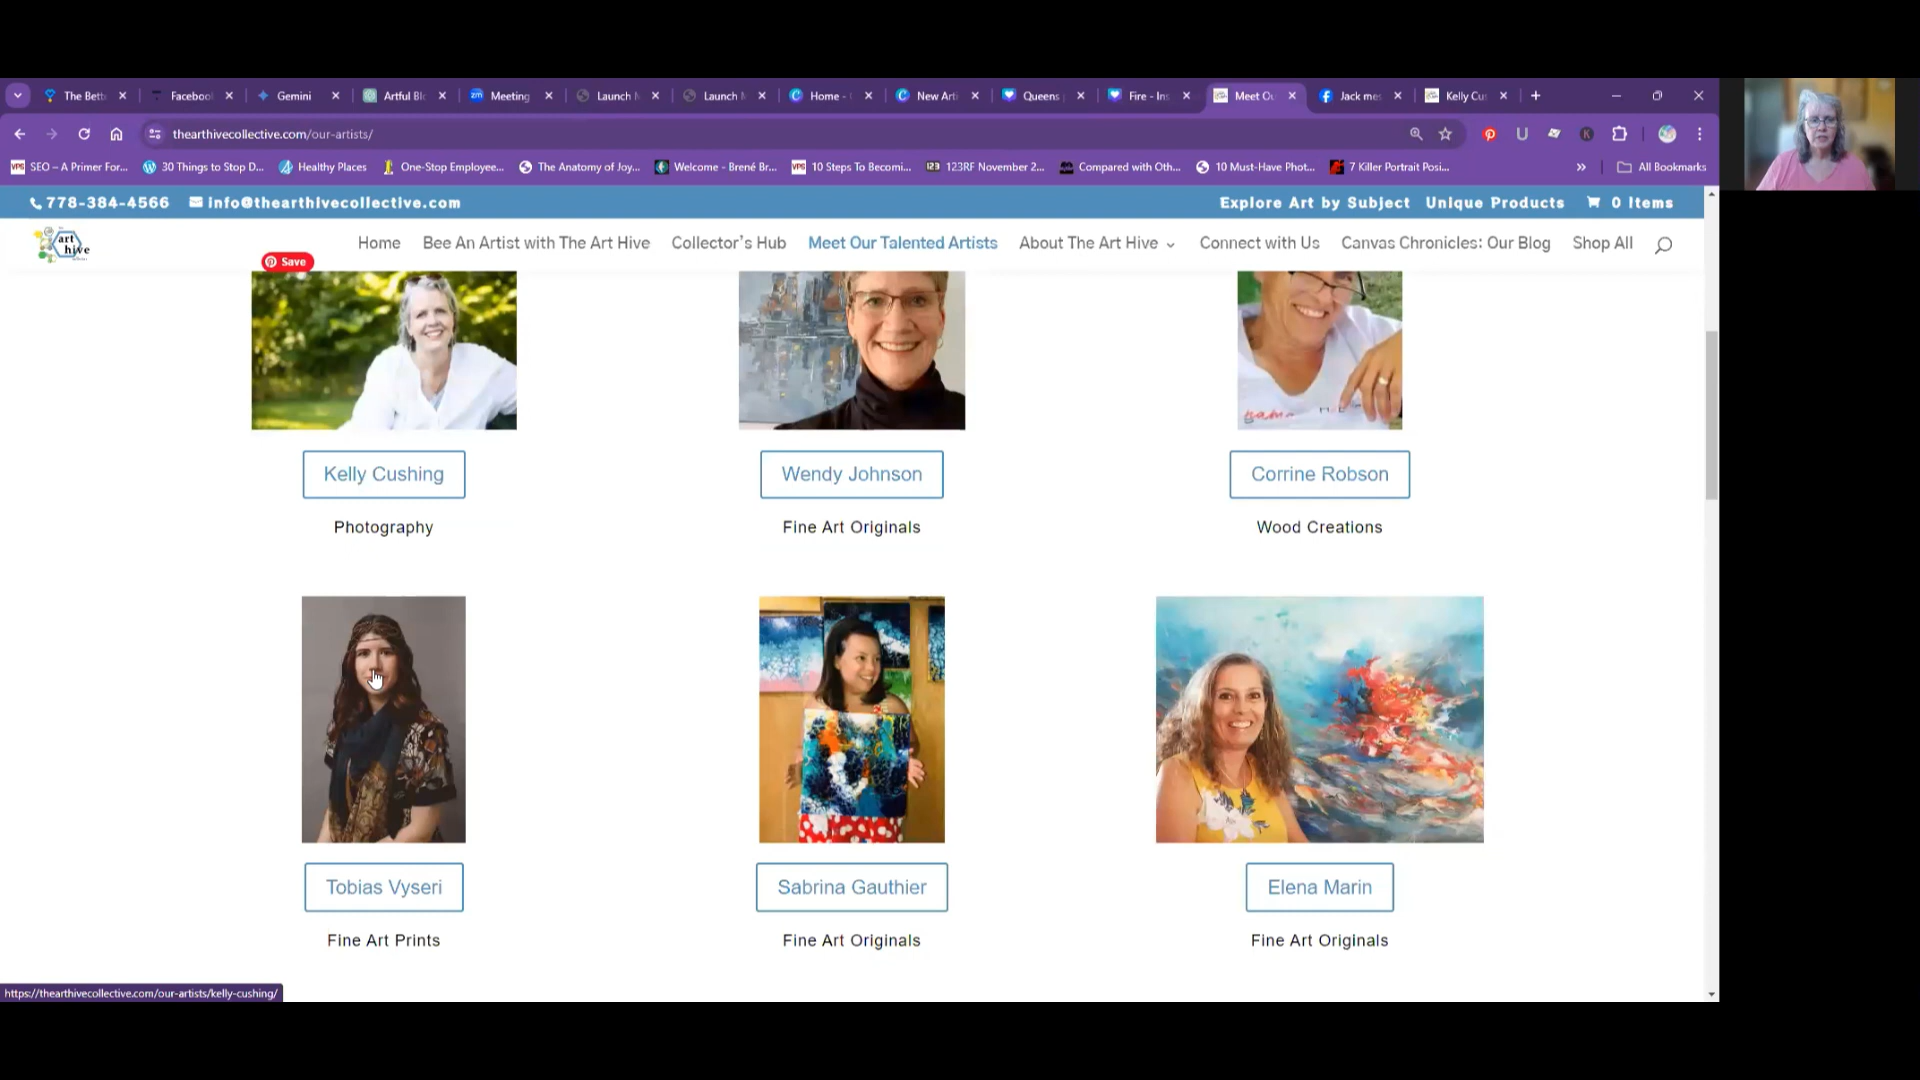 The Bett
Facebool
Gemini
Artful Bl
Meeting
Launch
Launch
Home -
New Arti
Queens
Fire - Ins
Meet Ou
Jack mes
Kelly Cus
thearthivecollective.com/our-artists/
SEO – A Primer For...
30 Things to Stop D...
Healthy Places
One-Stop Employee...
The Anatomy of Joy...
Welcome - Brené Br...
10 Steps To Becomi...
123RF November 2...
Compared with Oth...
10 Must-Have Phot...
7 Killer Portrait Posi...
All Bookmarks
778-384-4566
info@thearthivecollective.com
Explore Art by Subject
Unique Products
0 Items
art
hive
Home
Bee An Artist with The Art Hive
Collector's Hub
Meet Our Talented Artists
About The Art Hive
Connect with Us
Canvas Chronicles: Our Blog
Shop All
Save
Kelly Cushing
Wendy Johnson
Corrine Robson
Photography
Fine Art Originals
Wood Creations
Tobias Vyseri
Sabrina Gauthier
Elena Marin
Fine Art Prints
Fine Art Originals
Fine Art Originals
https://thearthivecollective.com/our-artists/kelly-cushing/